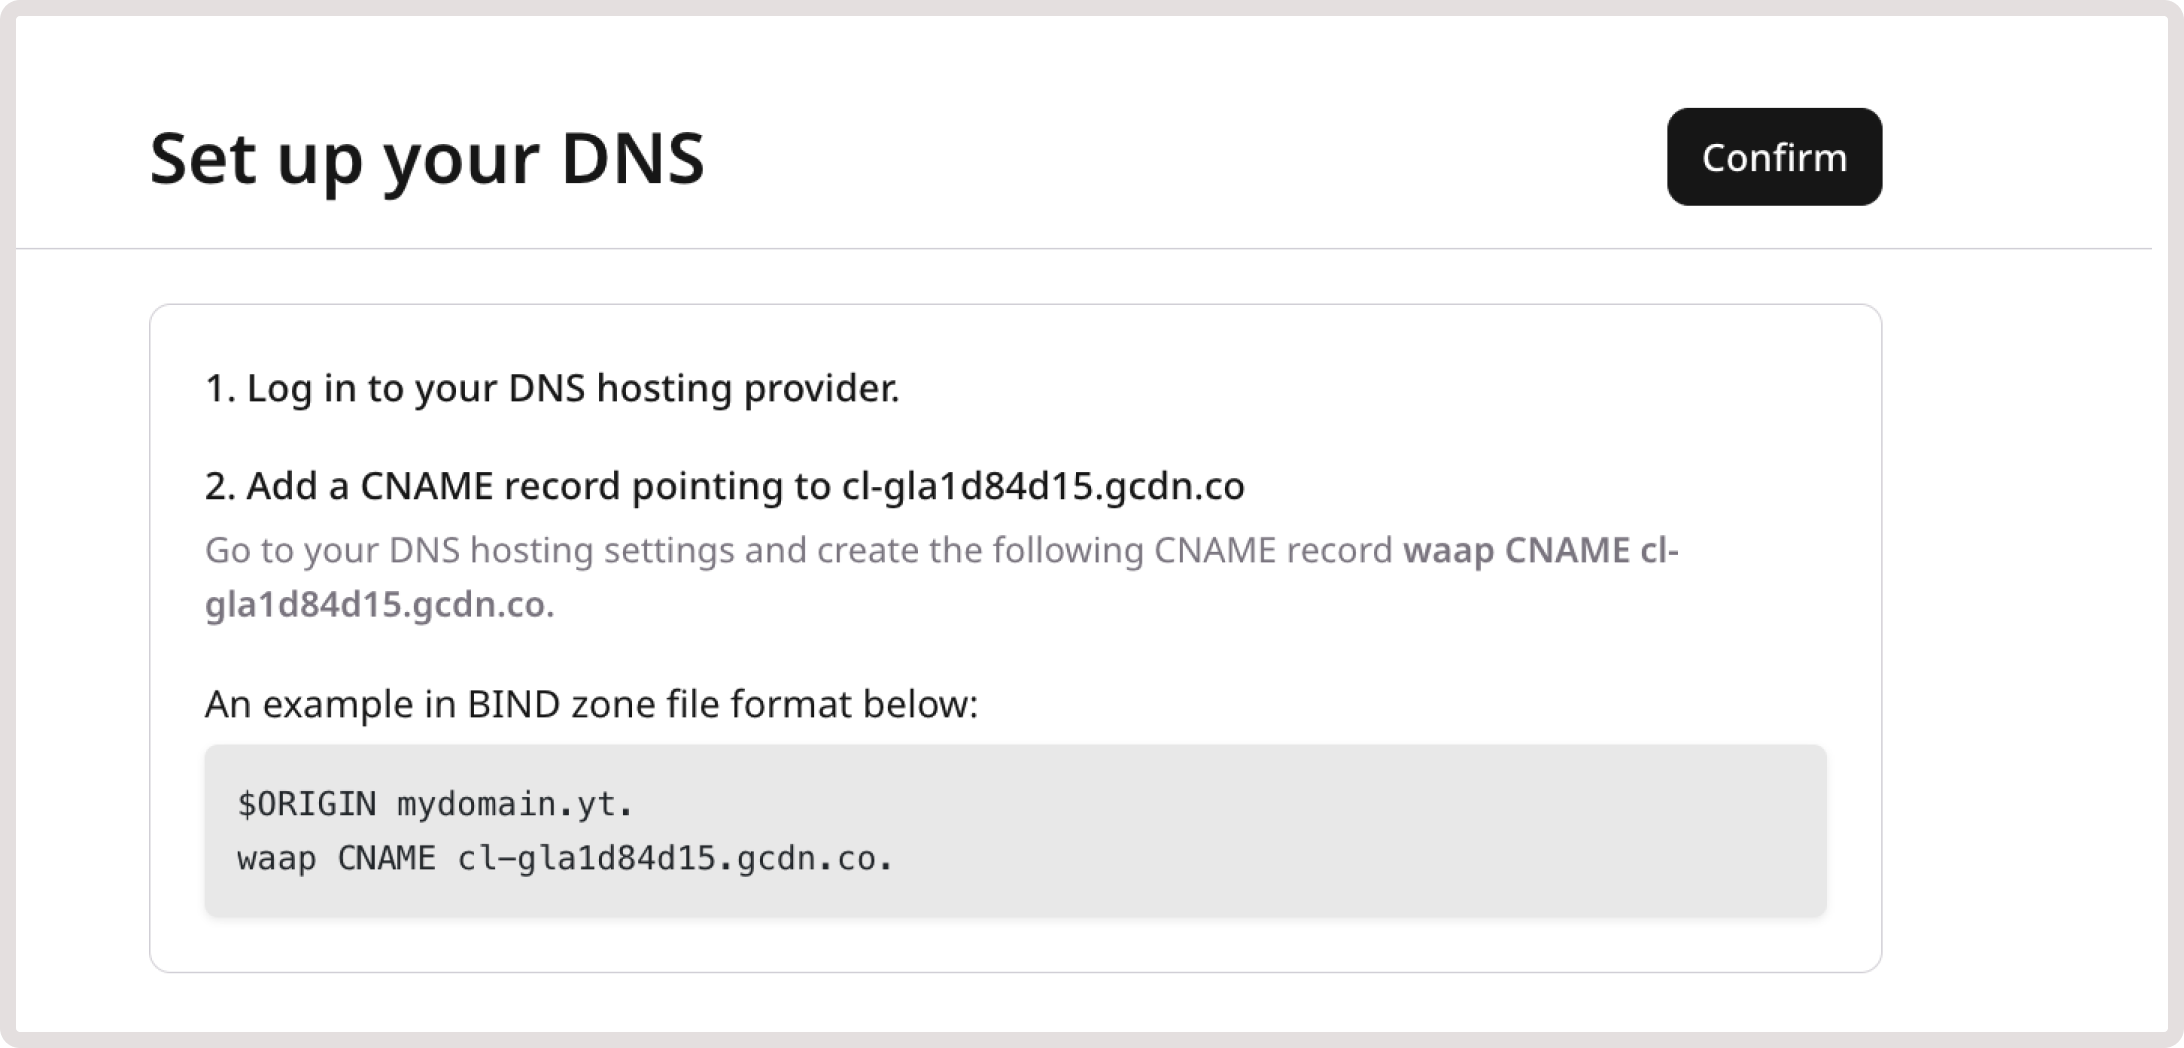 Set up your DNS
Confirm
1. Log in to your DNS hosting provider.
2. Add a CNAME record pointing to cl-gla1d84d15.gcdn.co
Go to your DNS hosting settings and create the following CNAME record waap CNAME cl-
gla1d84d15.gcdn.co.
An example in BIND zone file format below:
$ORIGIN mydomain.yt.
waap CNAME cl-gla1d84d15.gcdn.co.